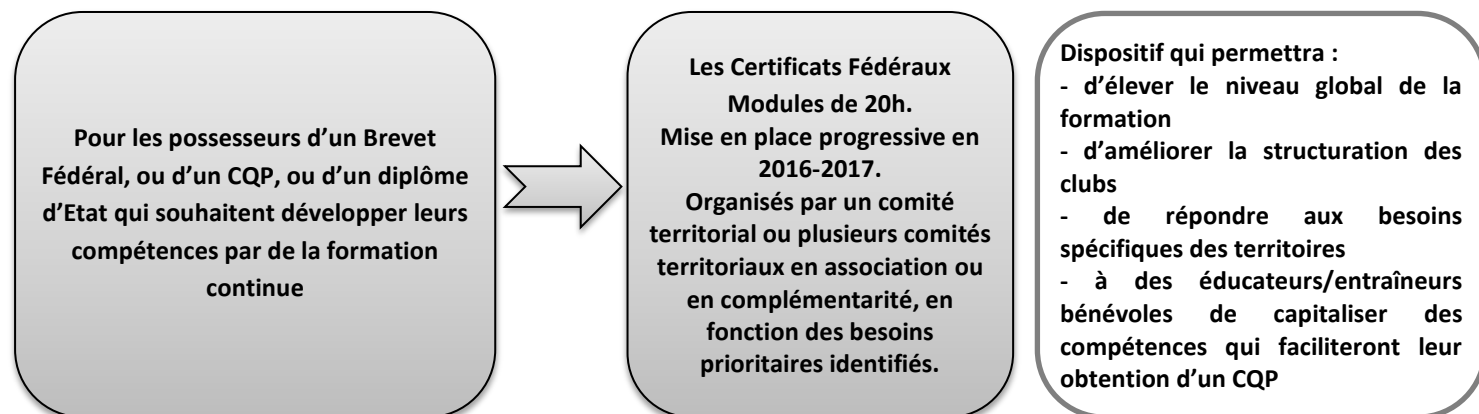 Pour les possesseurs d’un Brevet
Fédéral, ou d’un CQP, ou d’un diplôme
d’Etat qui souhaitent développer leurs
compétences par de la formation
continue
Les Certificats Fédéraux
Modules de 20h.
Mise en place progressive en
2016-2017.
Organisés par un comité
territorial ou plusieurs comités
territoriaux en association ou
en complémentarité, en
fonction des besoins
prioritaires identifiés.
Dispositif qui permettra :
- d’élever le niveau global de la
formation
- d’améliorer la structuration des
clubs
- de répondre aux besoins
spécifiques des territoires
- à des éducateurs/entraîneurs
bénévoles de capitaliser des
compétences qui faciliteront leur
obtention d’un CQP